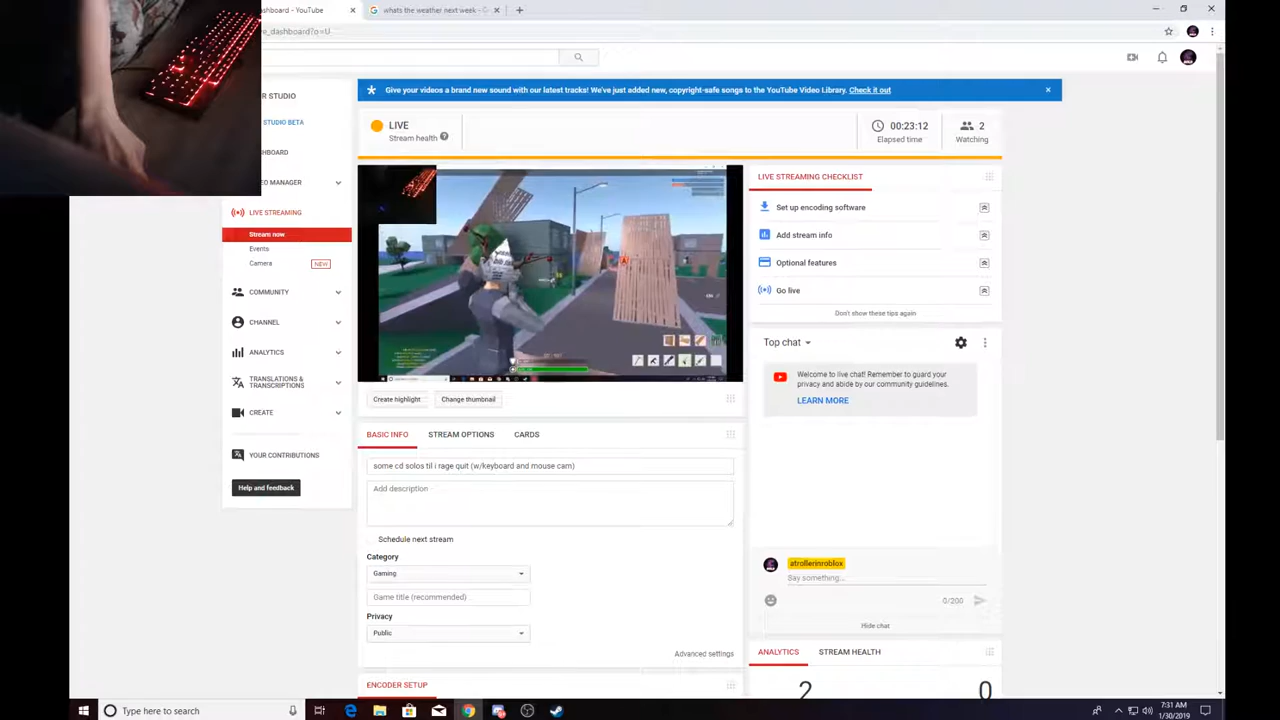 shboard - YouTube
whats the weather next week - G
ve_dashboard?o=U
R STUDIO
STUDIO BETA
SHBOARD
EO MANAGER
LIVE STREAMING
Stream now
Events
Camera
NEW
COMMUNITY
CHANNEL
ANALYTICS
TRANSLATIONS &
TRANSCRIPTIONS
CREATE
YOUR CONTRIBUTIONS
Help and feedback
Give your videos a brand new sound with our latest tracks! We've just added new, copyright-safe songs to the YouTube Video Library. Check it out
LIVE
Stream health
00:23:12
Elapsed time
2
Watching
Create highlight
Change thumbnail
BASIC INFO
STREAM OPTIONS
CARDS
some cd solos til i rage quit (w/keyboard and mouse cam)
Add description
Schedule next stream
Category
Gaming
Game title (recommended)
Privacy
Public
Advanced settings
ENCODER SETUP
LIVE STREAMING CHECKLIST
Set up encoding software
Add stream info
Optional features
Go live
Don't show these tips again
Top chat
Welcome to live chat! Remember to guard your
privacy and abide by our community guidelines.
LEARN MORE
atrollerinroblox
Say something...
0/200
Hide chat
ANALYTICS
STREAM HEALTH
2
0
Type here to search
7:31 AM
1/30/2019